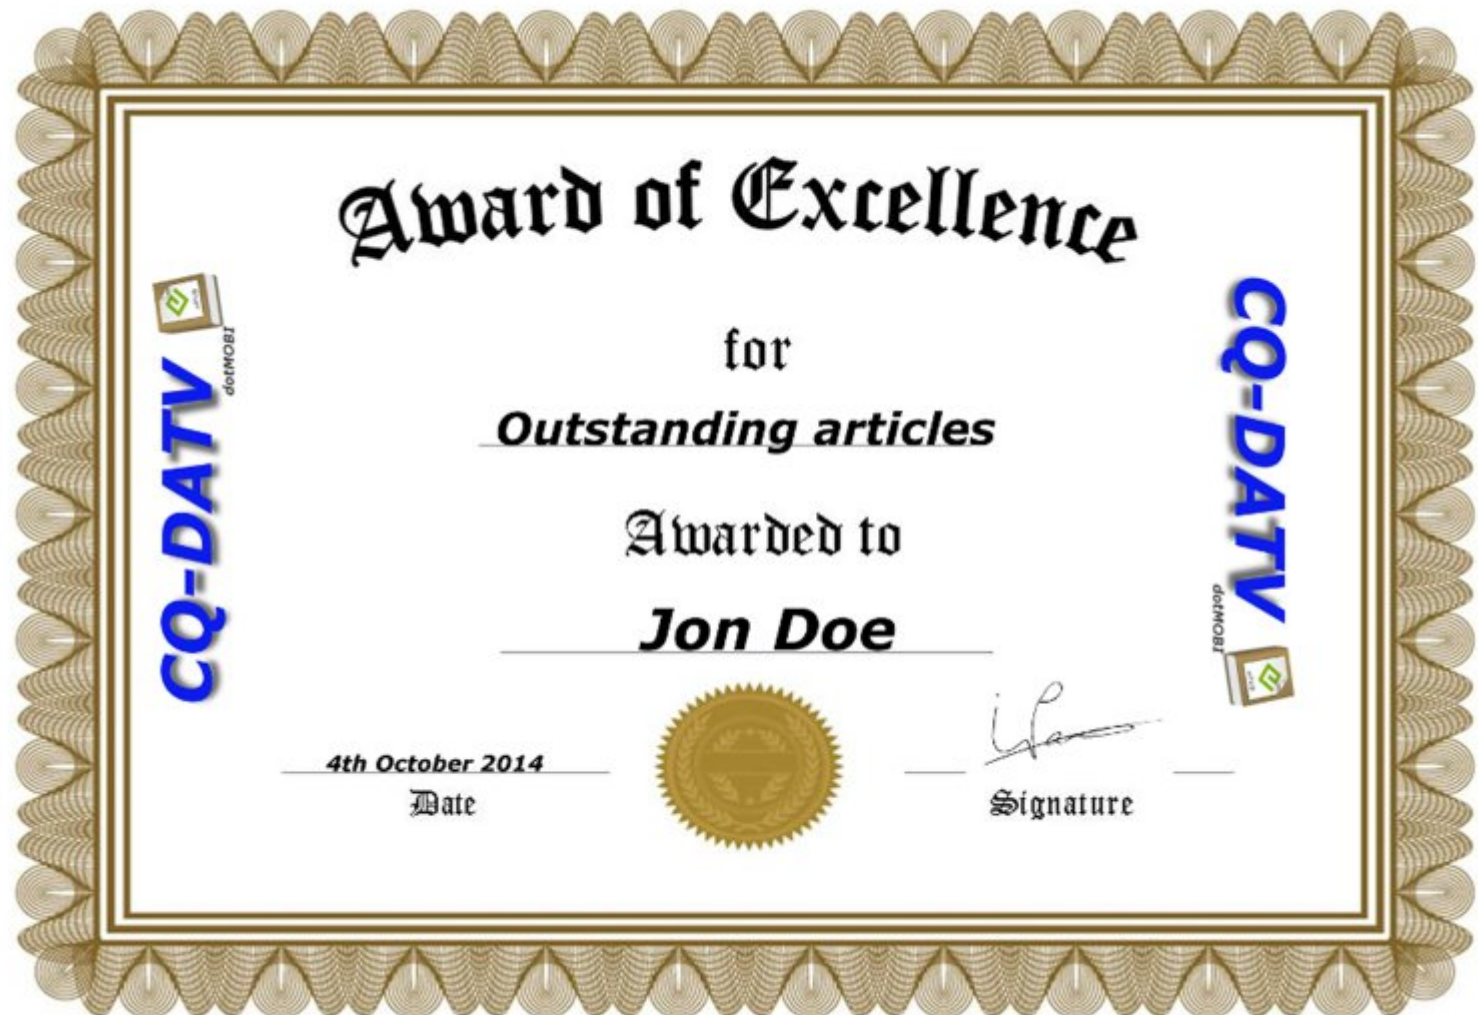 Award of Excellence
for
Outstanding articles
Awarded to
Jon Doe
4th October 2014
Date
Signature
CQ-DATV
dotMOBI
CQ-DATV
dotMOBI